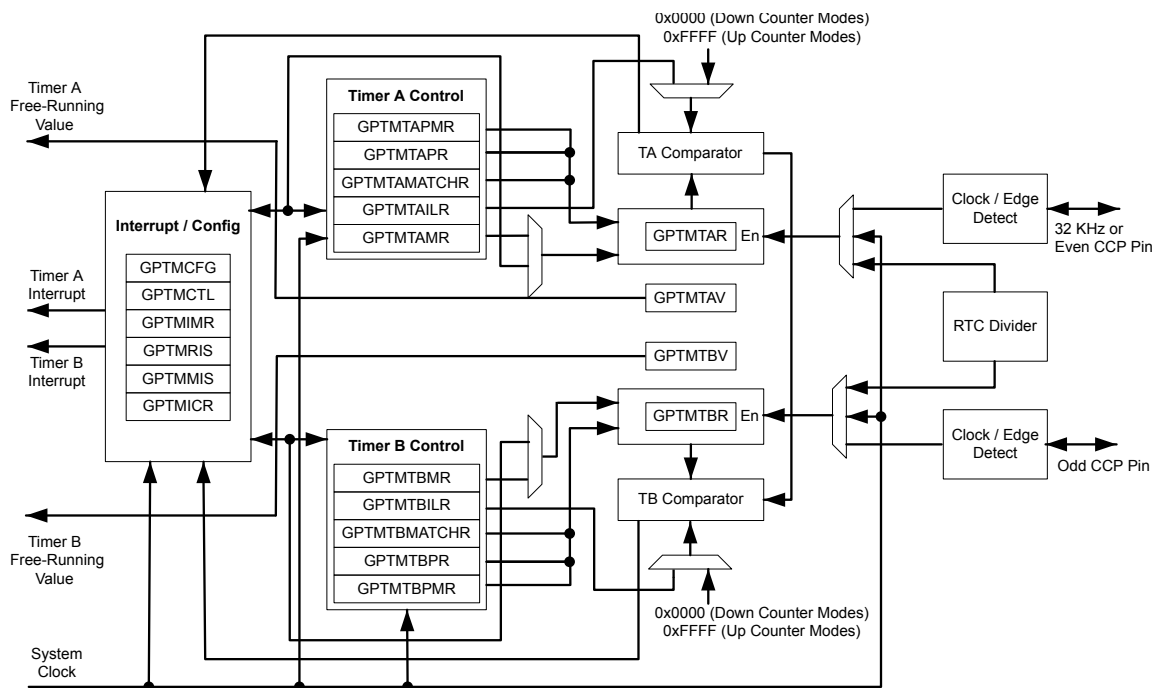 0x0000 (Down Counter Modes)
0xFFFF (Up Counter Modes)
Timer A
Free-Running
Value
Timer A Control
GPTMTAPMR
GPTMTAPR
GPTMTAMATCHR
GPTMTAILR
GPTMTAMR
TA Comparator
Clock / Edge
Detect
32 KHz or
Even CCP Pin
Interrupt / Config
GPTMCFG
GPTMCTL
GPTMIMR
GPTMRIS
GPTMMIS
GPTMICR
GPTMTAR
En
Timer A
Interrupt
Timer B
Interrupt
GPTMTAV
RTC Divider
GPTMTBV
GPTMTBR
En
Timer B Control
GPTMTBMR
GPTMTBILR
GPTMTBMATCHR
GPTMTBPR
GPTMTBPMR
TB Comparator
Clock / Edge
Detect
Odd CCP Pin
Timer B
Free-Running
Value
0x0000 (Down Counter Modes)
0xFFFF (Up Counter Modes)
System
Clock